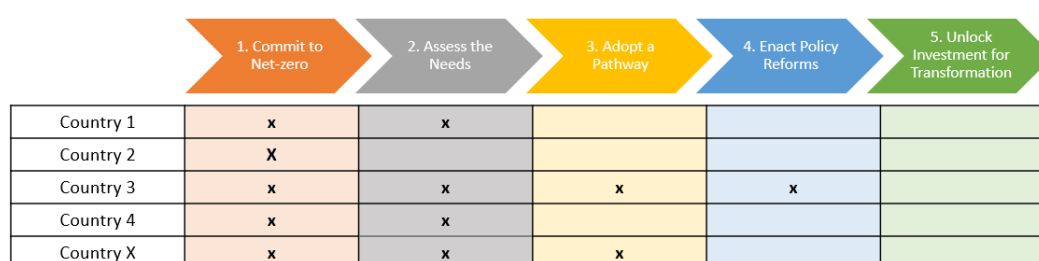 1. Commit to
Net-zero
2. Assess the
Needs
3. Adopt a
Pathway
4. Enact Policy
Reforms
5. Unlock
Investment for
Transformation
Country 1 x x
Country 2 X
Country 3 x x x x
Country 4 x x
Country X x x x